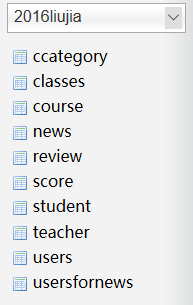 2016liujia
ccategory
classes
course
news
review
score
student
teacher
users
usersfornews